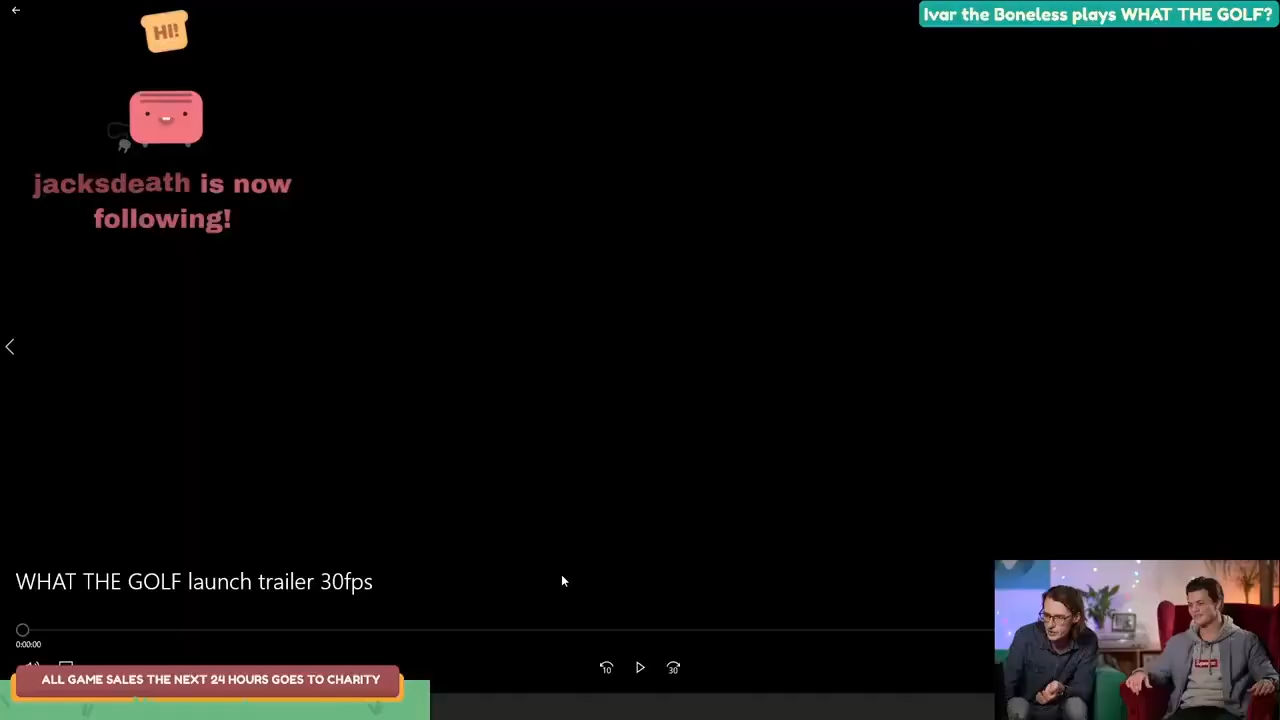 Ivar the Boneless plays WHAT THE GOLF?
HI!
jacksdeath is now
following!
WHAT THE GOLF launch trailer 30fps
0:00:00
10
30
ALL GAME SALES THE NEXT 24 HOURS GOES TO CHARITY
Supreme